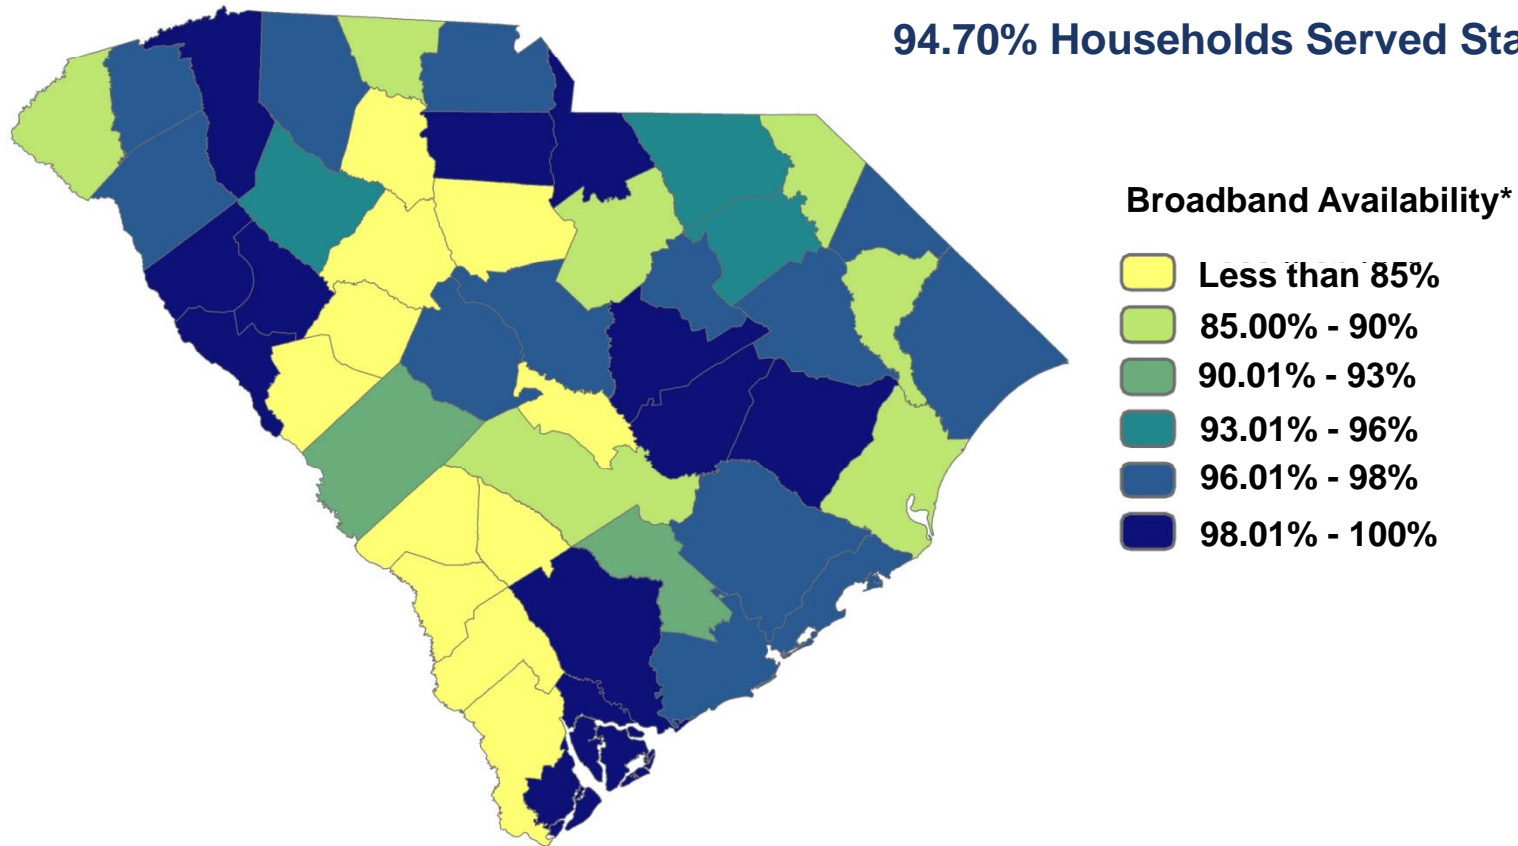 94.70% Households Served
Broadband Availability*
Less than 85%
85.00% - 90%
90.01% - 93%
93.01% - 96%
96.01% - 98%
98.01% - 100%